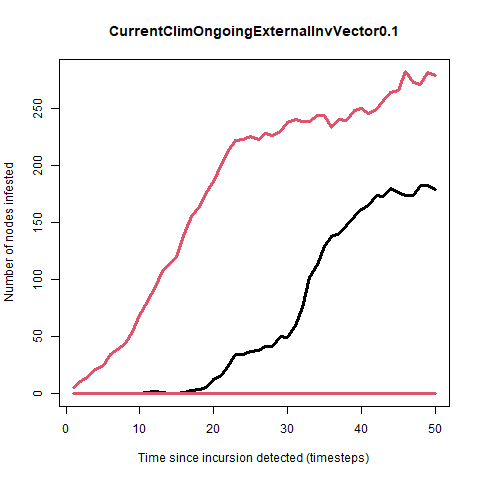 CurrentClimOngoingExternalInvVector0.1
Number of nodes infested
250
200
150
100
50
0
0 10 20 30 40 50
Time since incursion detected (timesteps)